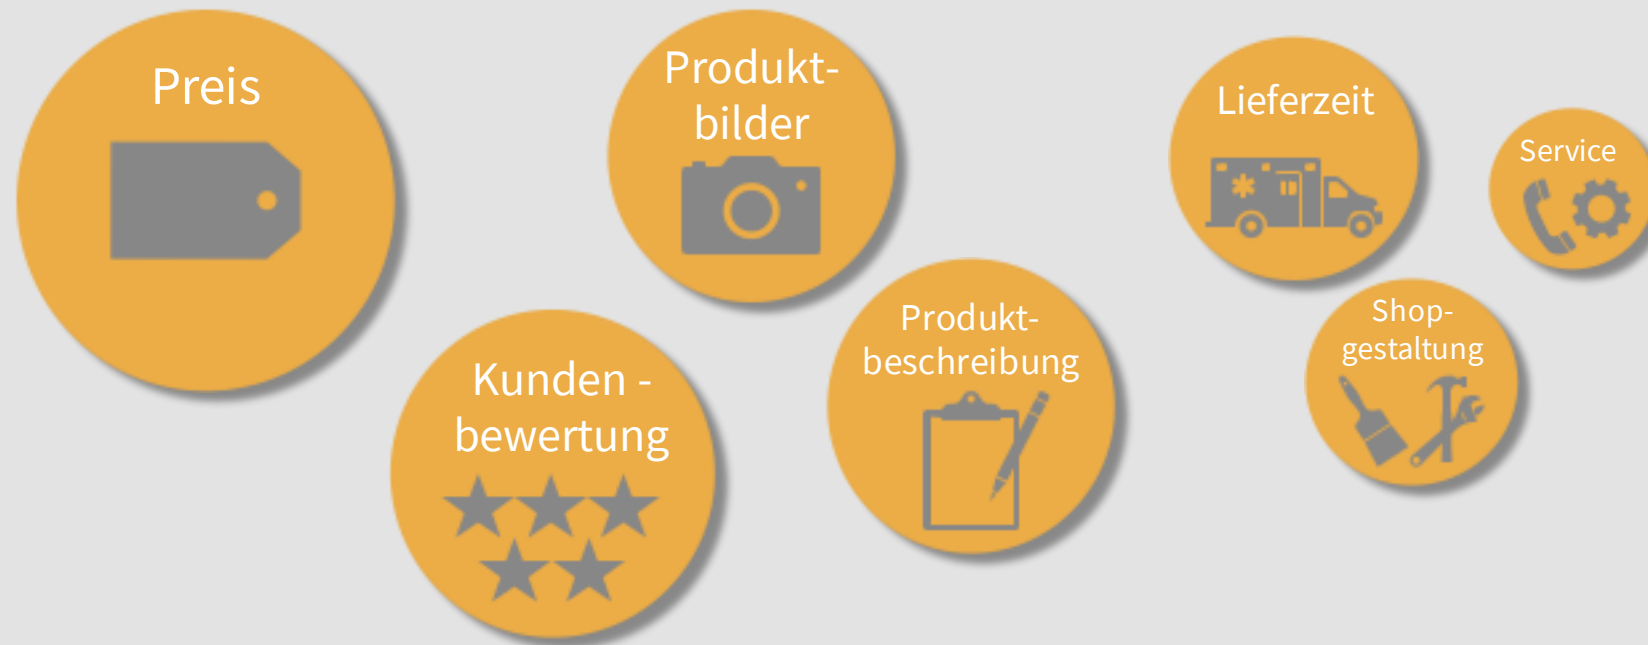 Preis
Produkt-
bilder
Lieferzeit
Service
Kunden -
bewertung
Produkt-
beschreibung
Shop-
gestaltung